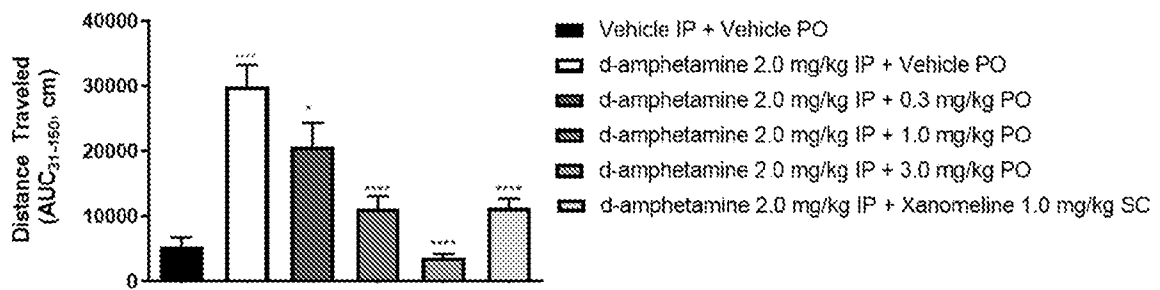 40000
30000
20000
10000
0
Distance Traveled
(AUC31-150, cm)
****
*
****
****
****
Vehicle IP + Vehicle PO
d-amphetamine 2.0 mg/kg IP + Vehicle PO
d-amphetamine 2.0 mg/kg IP + 0.3 mg/kg PO
d-amphetamine 2.0 mg/kg IP + 1.0 mg/kg PO
d-amphetamine 2.0 mg/kg IP + 3.0 mg/kg PO
d-amphetamine 2.0 mg/kg IP + Xanomeline 1.0 mg/kg SC